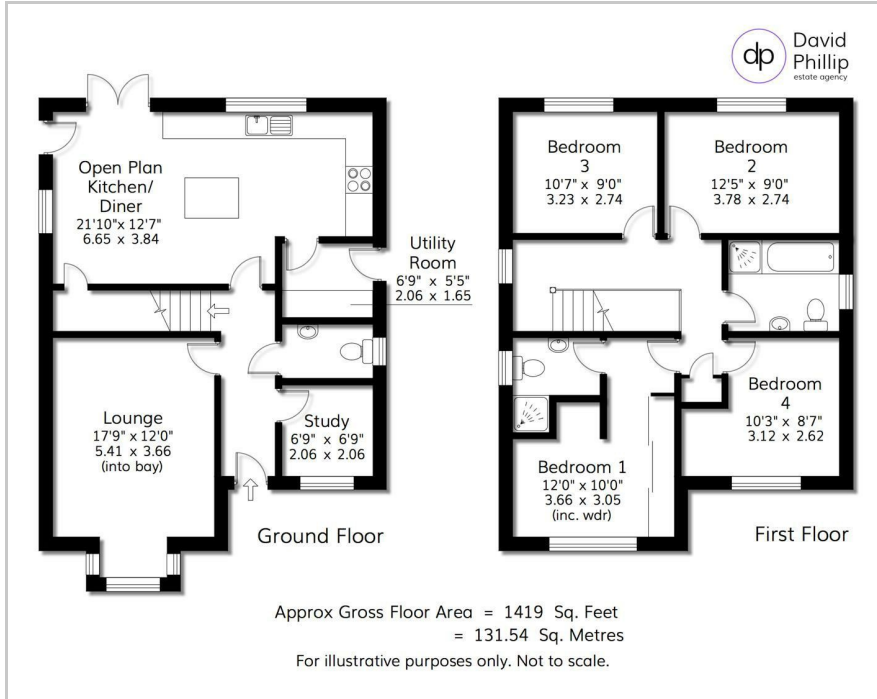 dp
David
Phillip
estate agency
Open Plan
Kitchen/
Diner
21'10"x 12'7"
6.65 x 3.84
Utility
Room
6'9" x 5'5"
2.06 x 1.65
Lounge
17'9" x 12'0"
5.41 x 3.66
(into bay)
Study
6'9" x 6'9"
2.06 x 2.06
Ground Floor
Bedroom
3
10'7" x 9'0"
3.23 x 2.74
Bedroom
2
12'5" x 9'0"
3.78 x 2.74
Bedroom 1
12'0" x 10'0"
3.66 x 3.05
(inc. wdr)
Bedroom
4
10'3" x 8'7"
3.12 x 2.62
First Floor
Approx Gross Floor Area = 1419 Sq. Feet
= 131.54 Sq. Metres
For illustrative purposes only. Not to scale.